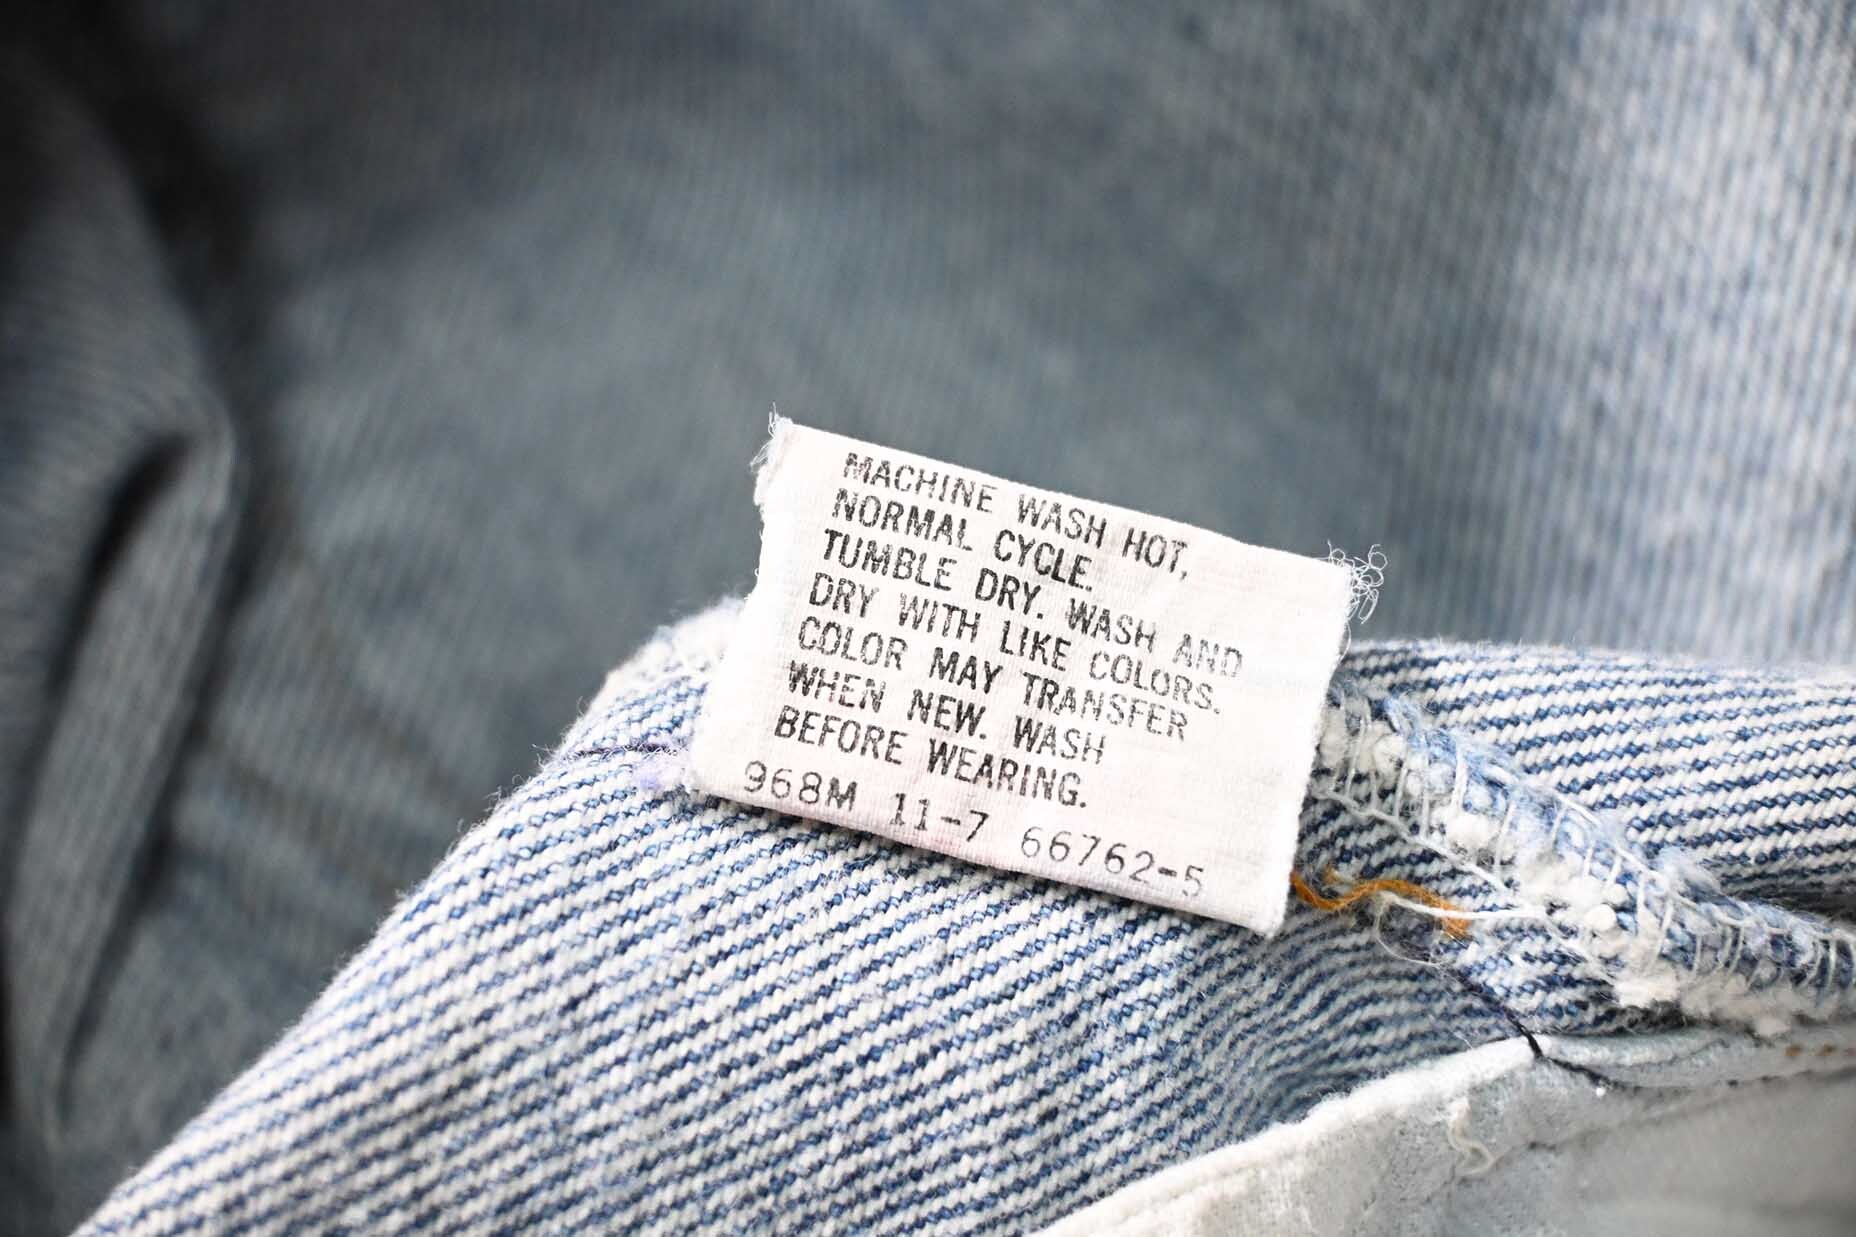 MACHINE WASH HOT,
NORMAL CYCLE.
TUMBLE DRY. WASH AND
DRY WITH LIKE COLORS.
COLOR MAY TRANSFER
WHEN NEW. WASH
BEFORE WEARING.
968M 11-7 66762-5